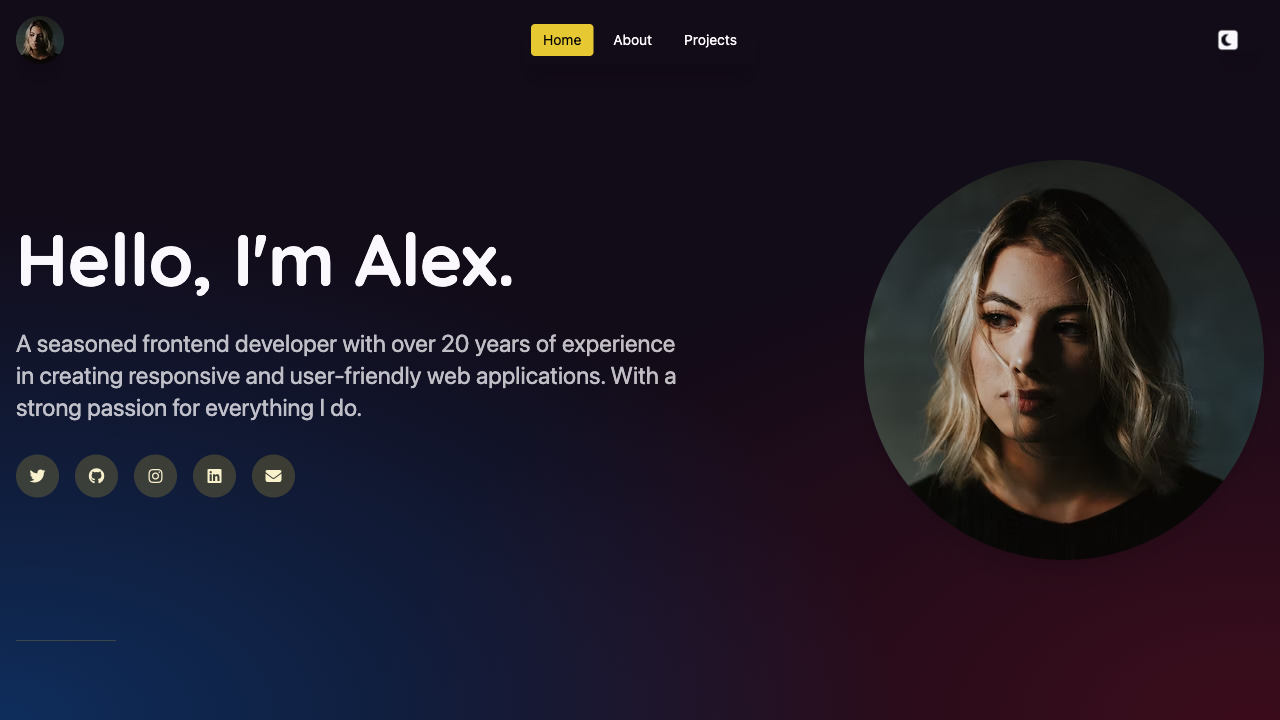 Home
About
Projects
Hello, I'm Alex.
A seasoned frontend developer with over 20 years of experience
in creating responsive and user-friendly web applications. With a
strong passion for everything I do.